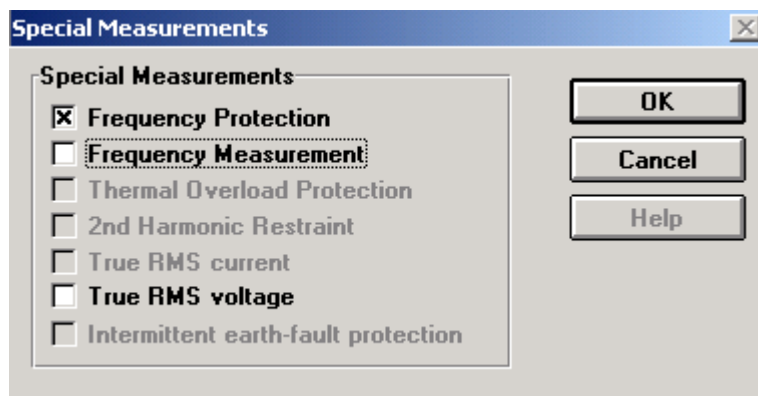 Special Measurements
Special Measurements
Frequency Protection
Frequency Measurement
Thermal Overload Protection
2nd Harmonic Restraint
True RMS current
True RMS voltage
Intermittent earth-fault protection
OK
Cancel
Help